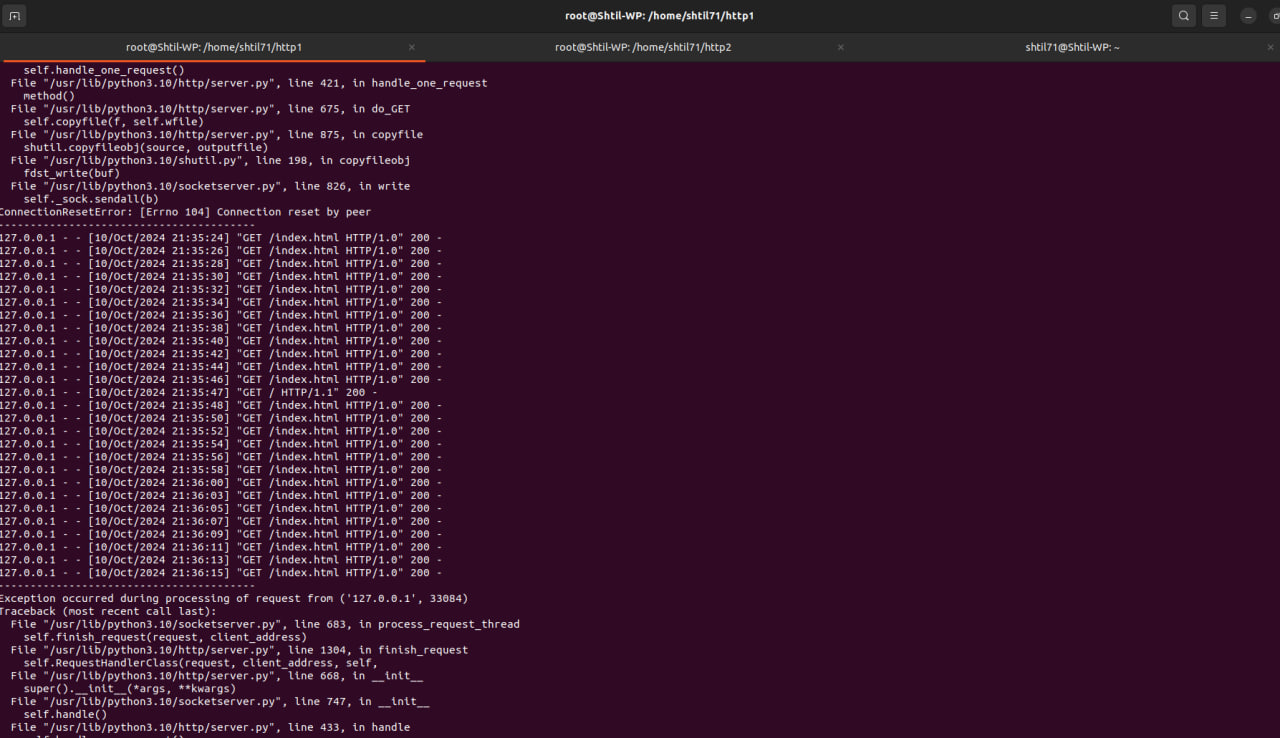 root@Shtil-WP: /home/shtil71/http1
root@Shtil-WP: /home/shtil71/http1 × root@Shtil-WP: /home/shtil71/http2 × shtil71@Shtil-WP: ~ ×
self.handle_one_request()
File "/usr/lib/python3.10/http/server.py", line 421, in handle_one_request
method()
File "/usr/lib/python3.10/http/server.py", line 675, in do_GET
self.copyfile(f, self.wfile)
File "/usr/lib/python3.10/http/server.py", line 875, in copyfile
shutil.copyfileobj(source, outputfile)
File "/usr/lib/python3.10/shutil.py", line 198, in copyfileobj
fdst_write(buf)
File "/usr/lib/python3.10/socketserver.py", line 826, in write
self._sock.sendall(b)
ConnectionResetError: [Errno 104] Connection reset by peer
----------------------------------------
127.0.0.1 - - [10/Oct/2024 21:35:24] "GET /index.html HTTP/1.0" 200 -
127.0.0.1 - - [10/Oct/2024 21:35:26] "GET /index.html HTTP/1.0" 200 -
127.0.0.1 - - [10/Oct/2024 21:35:28] "GET /index.html HTTP/1.0" 200 -
127.0.0.1 - - [10/Oct/2024 21:35:30] "GET /index.html HTTP/1.0" 200 -
127.0.0.1 - - [10/Oct/2024 21:35:32] "GET /index.html HTTP/1.0" 200 -
127.0.0.1 - - [10/Oct/2024 21:35:34] "GET /index.html HTTP/1.0" 200 -
127.0.0.1 - - [10/Oct/2024 21:35:36] "GET /index.html HTTP/1.0" 200 -
127.0.0.1 - - [10/Oct/2024 21:35:38] "GET /index.html HTTP/1.0" 200 -
127.0.0.1 - - [10/Oct/2024 21:35:40] "GET /index.html HTTP/1.0" 200 -
127.0.0.1 - - [10/Oct/2024 21:35:42] "GET /index.html HTTP/1.0" 200 -
127.0.0.1 - - [10/Oct/2024 21:35:44] "GET /index.html HTTP/1.0" 200 -
127.0.0.1 - - [10/Oct/2024 21:35:46] "GET /index.html HTTP/1.0" 200 -
127.0.0.1 - - [10/Oct/2024 21:35:47] "GET / HTTP/1.1" 200 -
127.0.0.1 - - [10/Oct/2024 21:35:48] "GET /index.html HTTP/1.0" 200 -
127.0.0.1 - - [10/Oct/2024 21:35:50] "GET /index.html HTTP/1.0" 200 -
127.0.0.1 - - [10/Oct/2024 21:35:52] "GET /index.html HTTP/1.0" 200 -
127.0.0.1 - - [10/Oct/2024 21:35:54] "GET /index.html HTTP/1.0" 200 -
127.0.0.1 - - [10/Oct/2024 21:35:56] "GET /index.html HTTP/1.0" 200 -
127.0.0.1 - - [10/Oct/2024 21:35:58] "GET /index.html HTTP/1.0" 200 -
127.0.0.1 - - [10/Oct/2024 21:36:00] "GET /index.html HTTP/1.0" 200 -
127.0.0.1 - - [10/Oct/2024 21:36:03] "GET /index.html HTTP/1.0" 200 -
127.0.0.1 - - [10/Oct/2024 21:36:05] "GET /index.html HTTP/1.0" 200 -
127.0.0.1 - - [10/Oct/2024 21:36:07] "GET /index.html HTTP/1.0" 200 -
127.0.0.1 - - [10/Oct/2024 21:36:09] "GET /index.html HTTP/1.0" 200 -
127.0.0.1 - - [10/Oct/2024 21:36:11] "GET /index.html HTTP/1.0" 200 -
127.0.0.1 - - [10/Oct/2024 21:36:13] "GET /index.html HTTP/1.0" 200 -
127.0.0.1 - - [10/Oct/2024 21:36:15] "GET /index.html HTTP/1.0" 200 -
----------------------------------------
Exception occurred during processing of request from ('127.0.0.1', 33084)
Traceback (most recent call last):
File "/usr/lib/python3.10/socketserver.py", line 683, in process_request_thread
self.finish_request(request, client_address)
File "/usr/lib/python3.10/http/server.py", line 1304, in finish_request
self.RequestHandlerClass(request, client_address, self,
File "/usr/lib/python3.10/http/server.py", line 668, in __init__
super().__init__(*args, **kwargs)
File "/usr/lib/python3.10/socketserver.py", line 747, in __init__
self.handle()
File "/usr/lib/python3.10/http/server.py", line 433, in handle